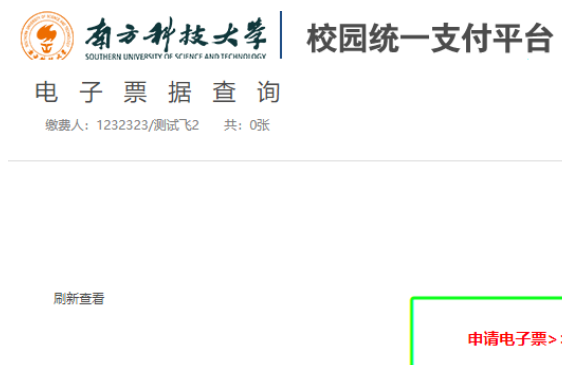 南方科技大学
SOUTHERN UNIVERSITY OF SCIENCE AND TECHNOLOGY
校园统一支付平台
电子票据查询
缴费人：1232323/测试飞2 共：0张
刷新查看
申请电子票>